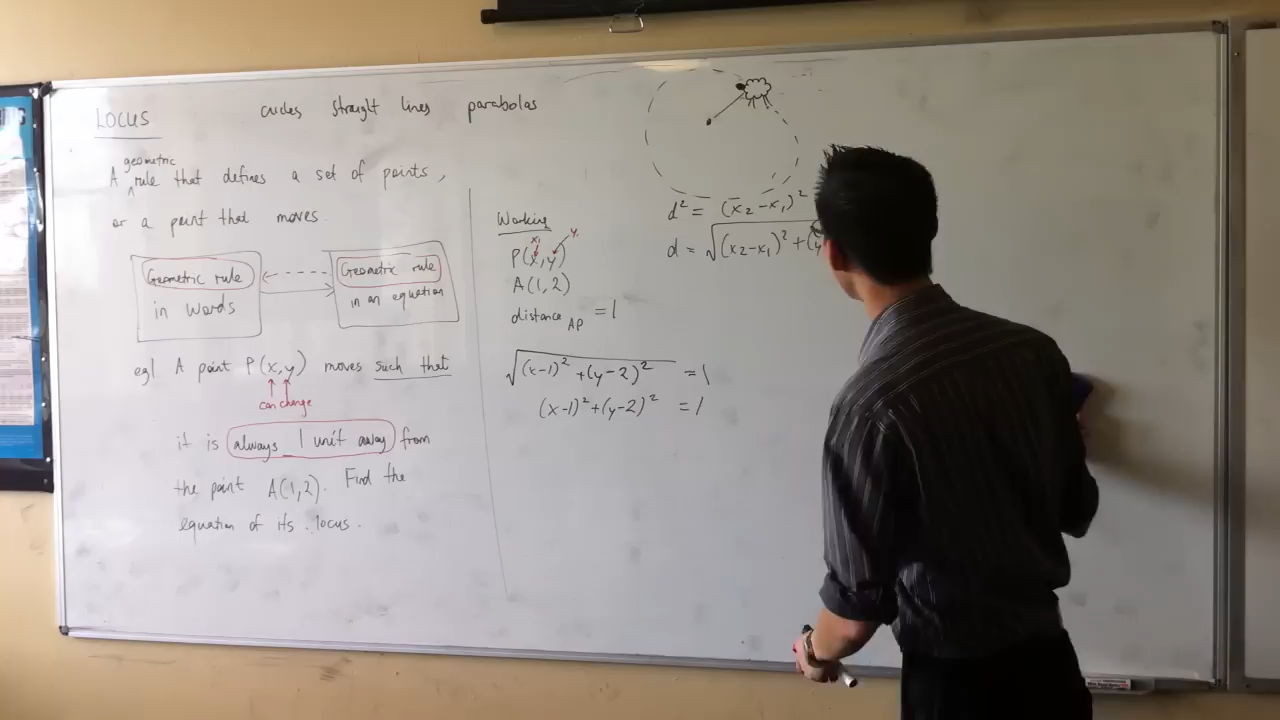 LOCUS
circles straight lines parabolas
geometric
A ^ rule that defines a set of points,
or a point that moves.
Geometric rule
in words
Geometric rule
in an equation
eg1 A point P(x,y) moves such that
can change
it is always 1 unit away from
the point A(1,2). Find the
equation of its locus.
Working
x₁ y₁
P(x,y)
A(1,2)
distance AP = 1
√((x-1)² + (y-2)²) = 1
(x-1)² + (y-2)² = 1
d² = (x₂-x₁)²
d = √(x₂-x₁)² + (y